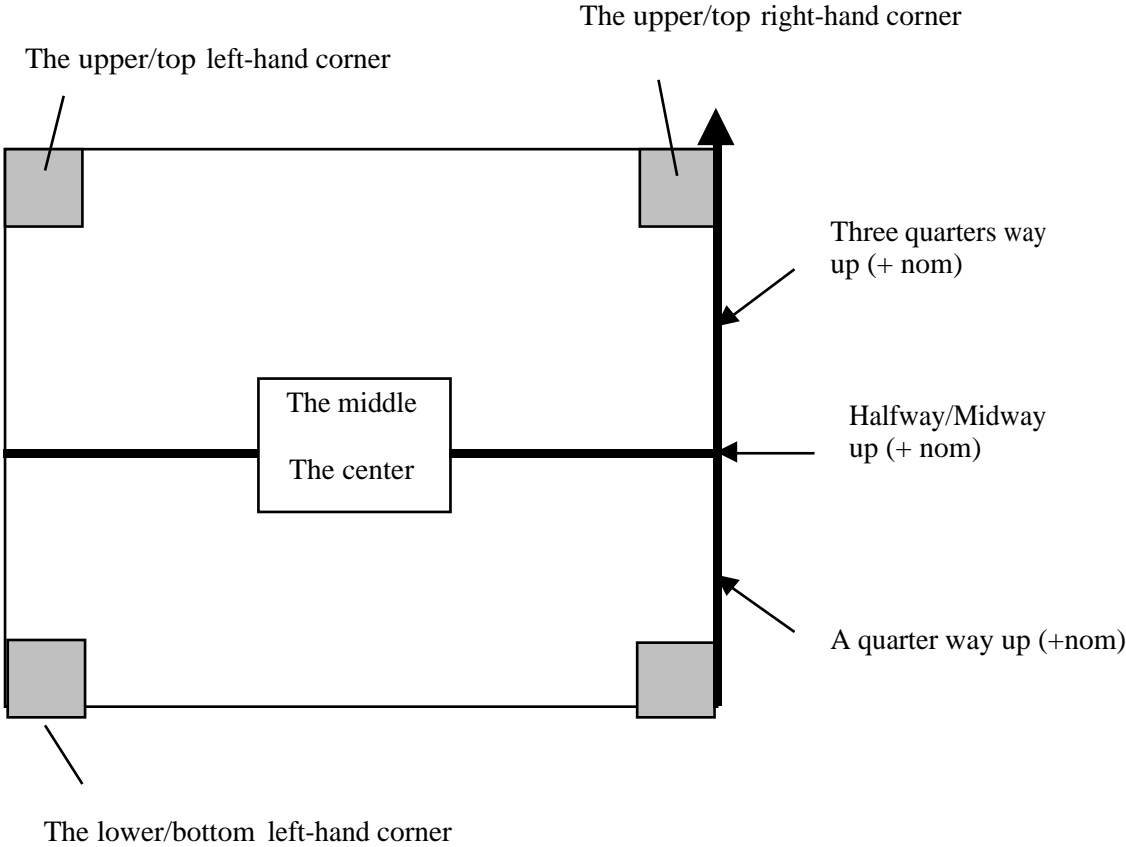 The upper/top right-hand corner
The upper/top left-hand corner
Three quarters way
up (+ nom)
The middle
The center
Halfway/Midway
up (+ nom)
A quarter way up (+nom)
The lower/bottom left-hand corner